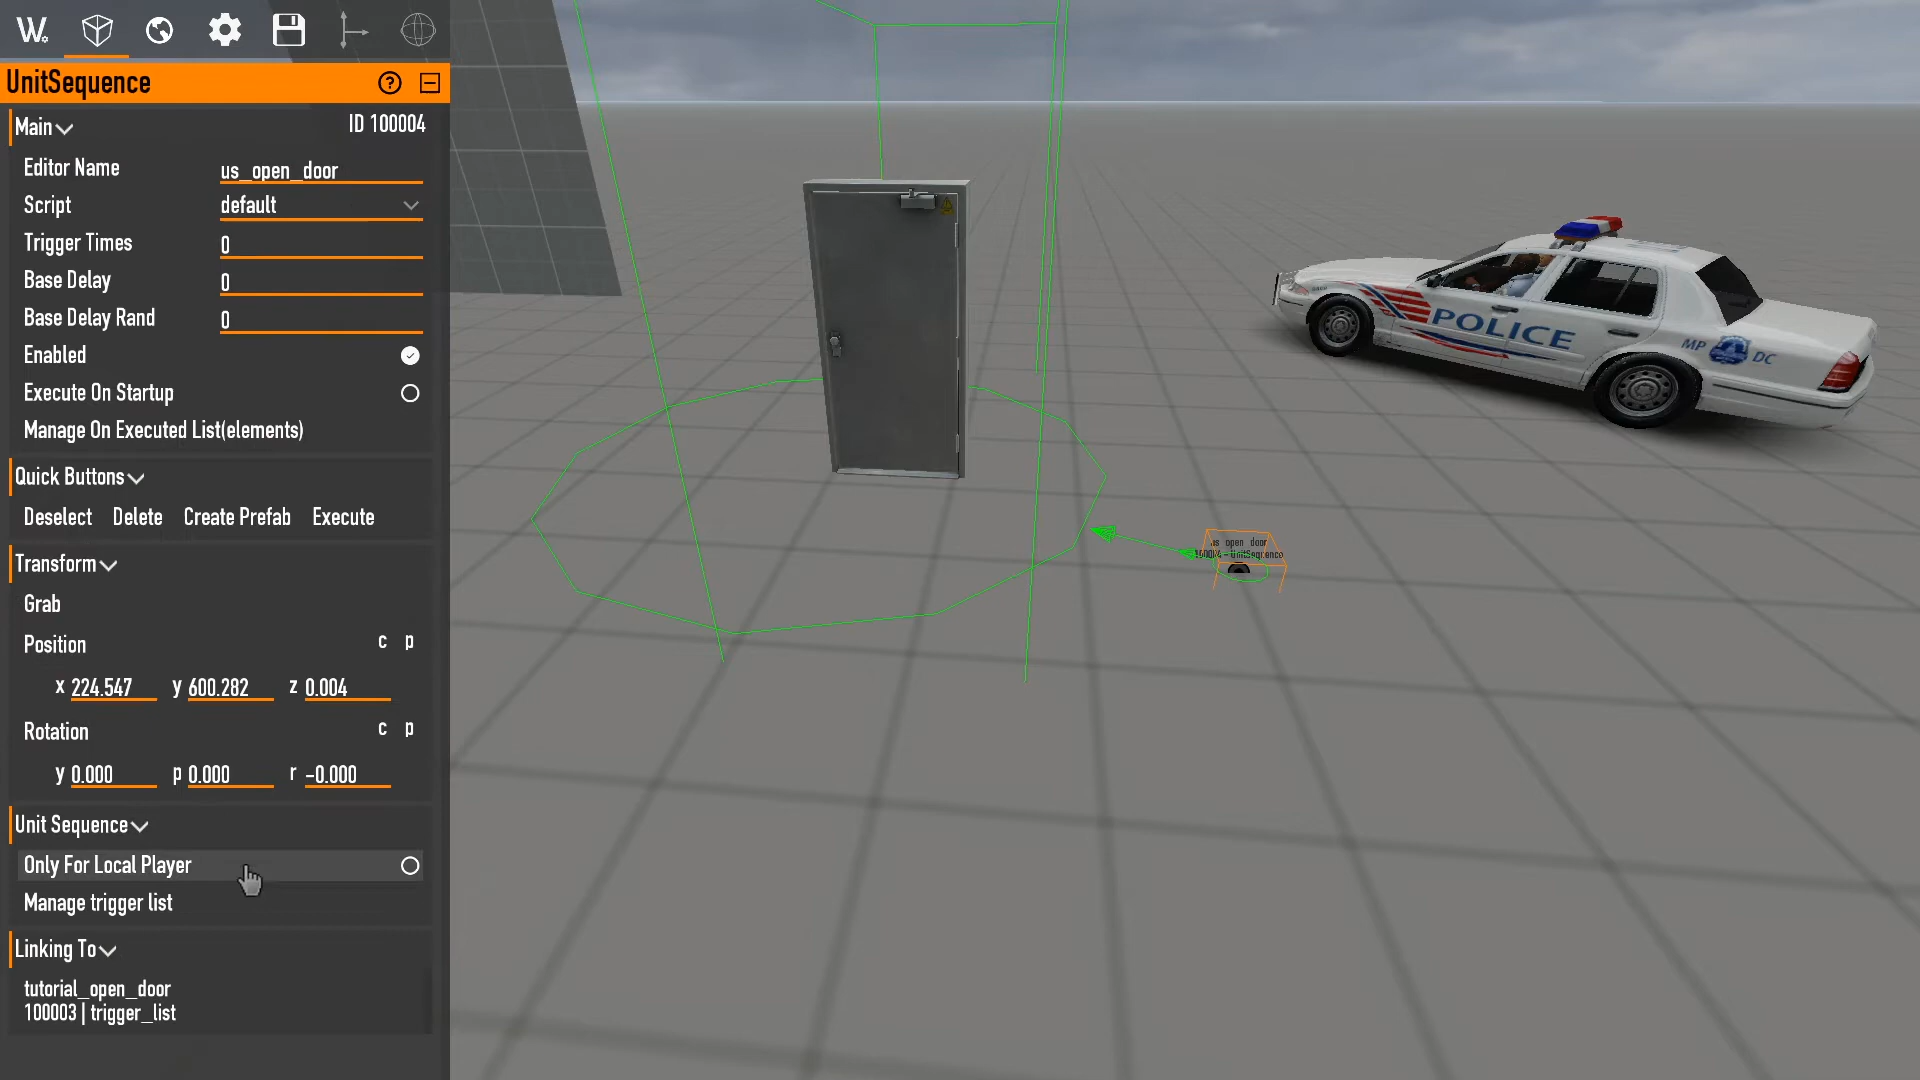 W.
UnitSequence
Main
ID 100004
Editor Name us_open_door
Script default
Trigger Times 0
Base Delay 0
Base Delay Rand 0
Enabled
Execute On Startup
Manage On Executed List(elements)
Quick Buttons
Deselect Delete Create Prefab Execute
Transform
Grab
Position c p
x 224.547 y 600.282 z 0.004
Rotation c p
y 0.000 p 0.000 r -0.000
Unit Sequence
Only For Local Player
Manage trigger list
Linking To
tutorial_open_door
100003 | trigger_list
us_open_door
100004 - UnitSequence
POLICE
MP DC